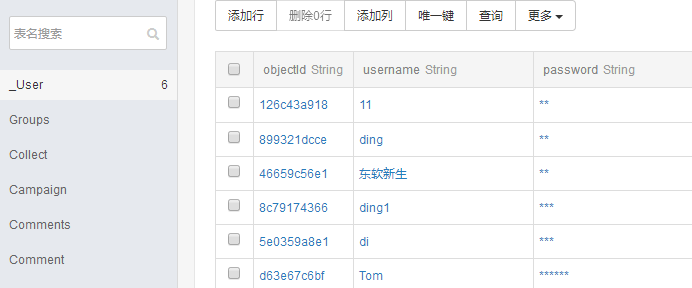 表名搜索
_User 6
Groups
Collect
Campaign
Comments
Comment
添加行 删除0行 添加列 唯一键 查询 更多
objectId String username String password String
126c43a918 11 **
899321dcce ding **
46659c56e1 东软新生 **
8c79174366 ding1 ***
5e0359a8e1 di ***
d63e67c6bf Tom ******